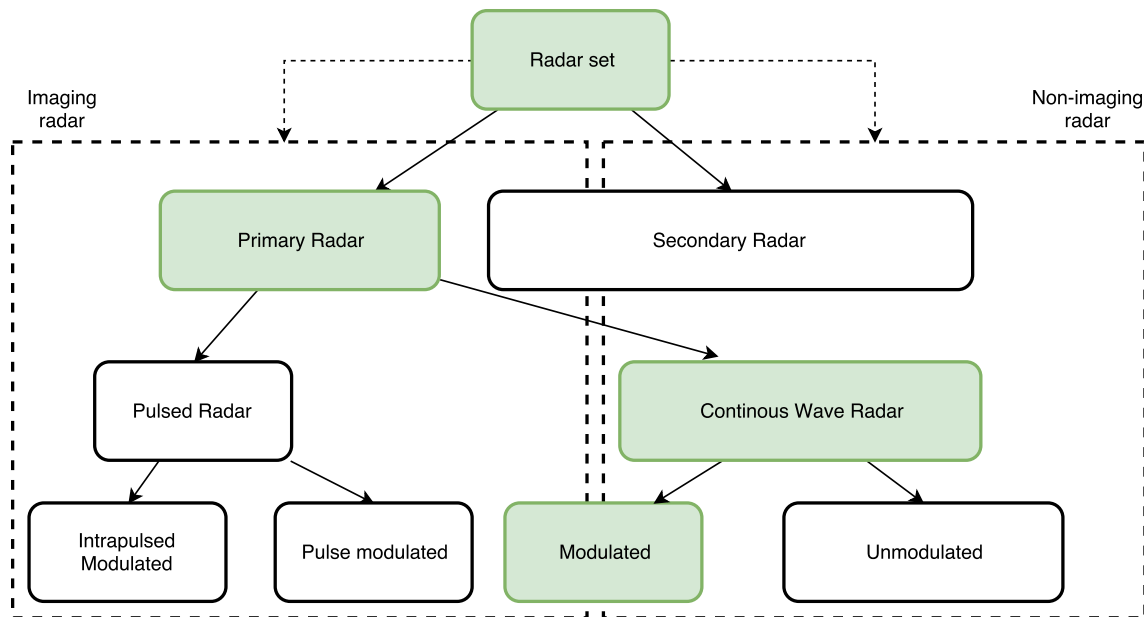 Radar set
Imaging
radar
Non-imaging
radar
Primary Radar
Secondary Radar
Pulsed Radar
Continous Wave Radar
Intrapulsed
Modulated
Pulse modulated
Modulated
Unmodulated